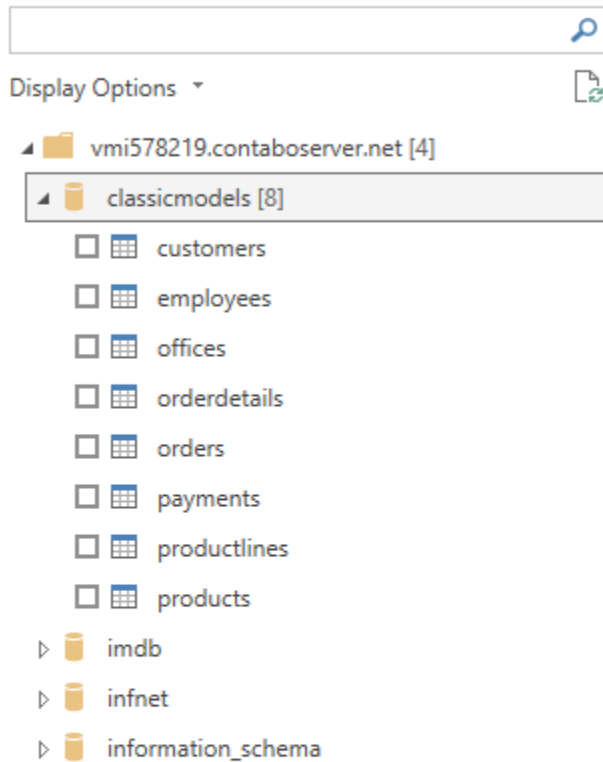 Display Options
vmi578219.contaboserver.net [4]
classicmodels [8]
customers
employees
offices
orderdetails
orders
payments
productlines
products
imdb
infnet
information_schema